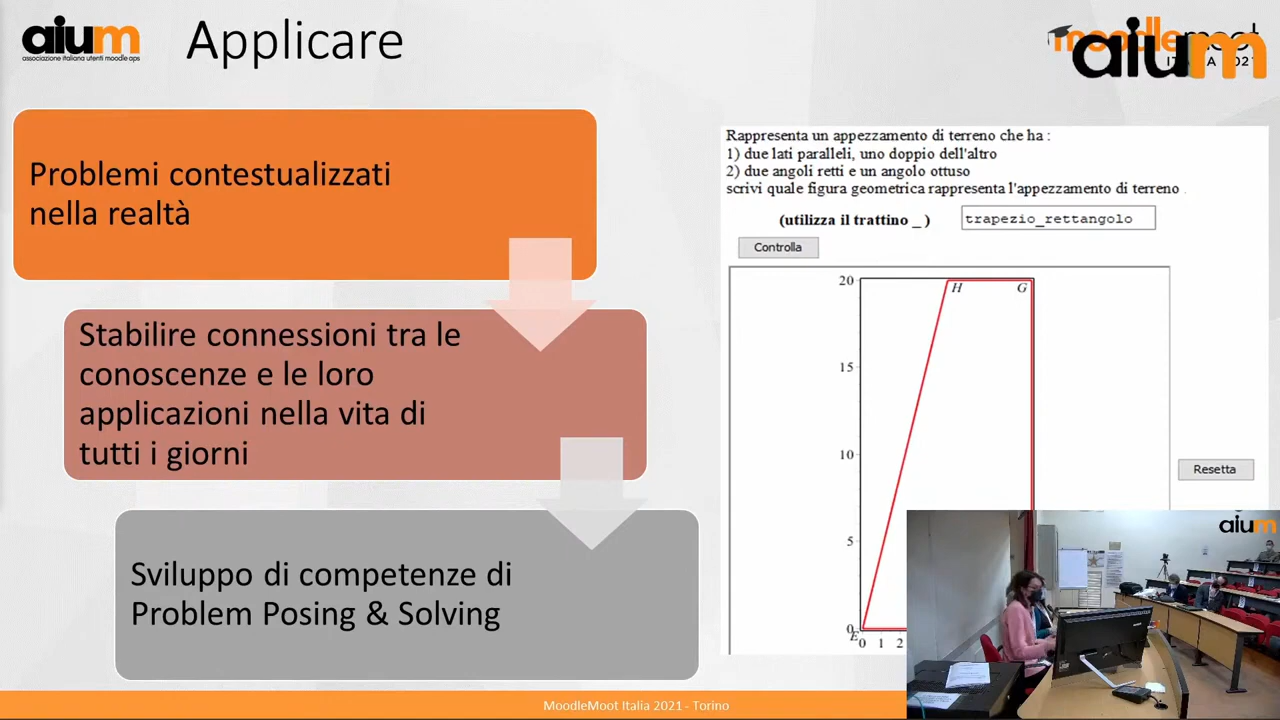 aium
associazione italiana utenti moodle aps
Applicare
moodlemoot
aium
Problemi contestualizzati
nella realtà
Stabilire connessioni tra le
conoscenze e le loro
applicazioni nella vita di
tutti i giorni
Sviluppo di competenze di
Problem Posing & Solving
Rappresenta un appezzamento di terreno che ha :
1) due lati paralleli, uno doppio dell'altro
2) due angoli retti e un angolo ottuso
scrivi quale figura geometrica rappresenta l'appezzamento di terreno
(utilizza il trattino _ )
trapezio_rettangolo
Controlla
20
H
G
15
10
Resetta
5
0
E
0 1 2
aium
MoodleMoot Italia 2021 - Torino